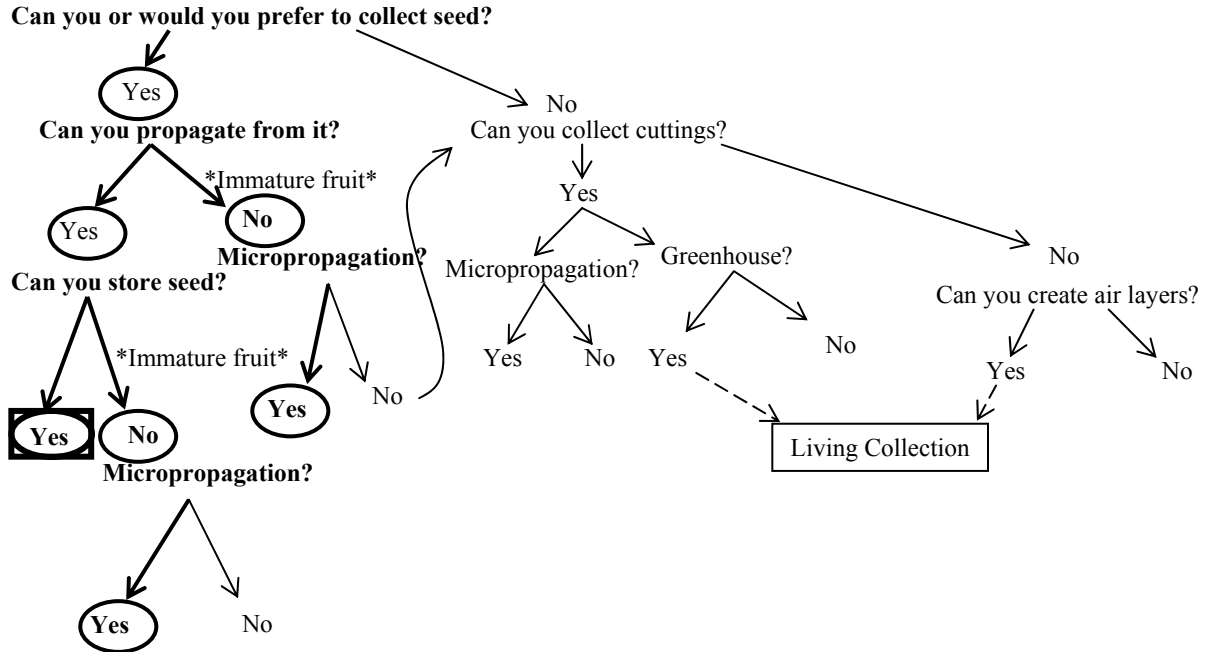 Can you or would you prefer to collect seed?
Yes
Can you propagate from it?
Yes
*Immature fruit*
No
Can you store seed?
Micropropagation?
*Immature fruit*
Yes
No
Micropropagation?
Yes
No
Yes
No
No
Can you collect cuttings?
Yes
Micropropagation?
Greenhouse?
Yes
No
Yes
No
No
Can you create air layers?
Yes
No
Living Collection